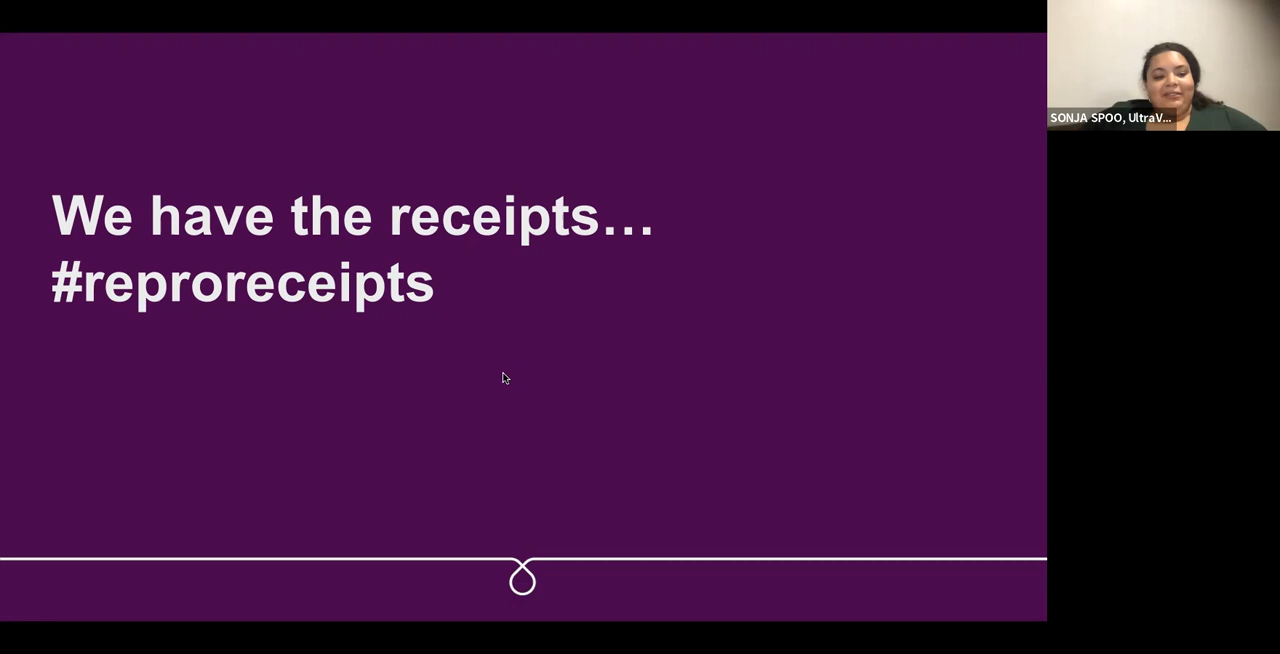 We have the receipts…
#reproreceipts
SONJA SPOO, UltraV...